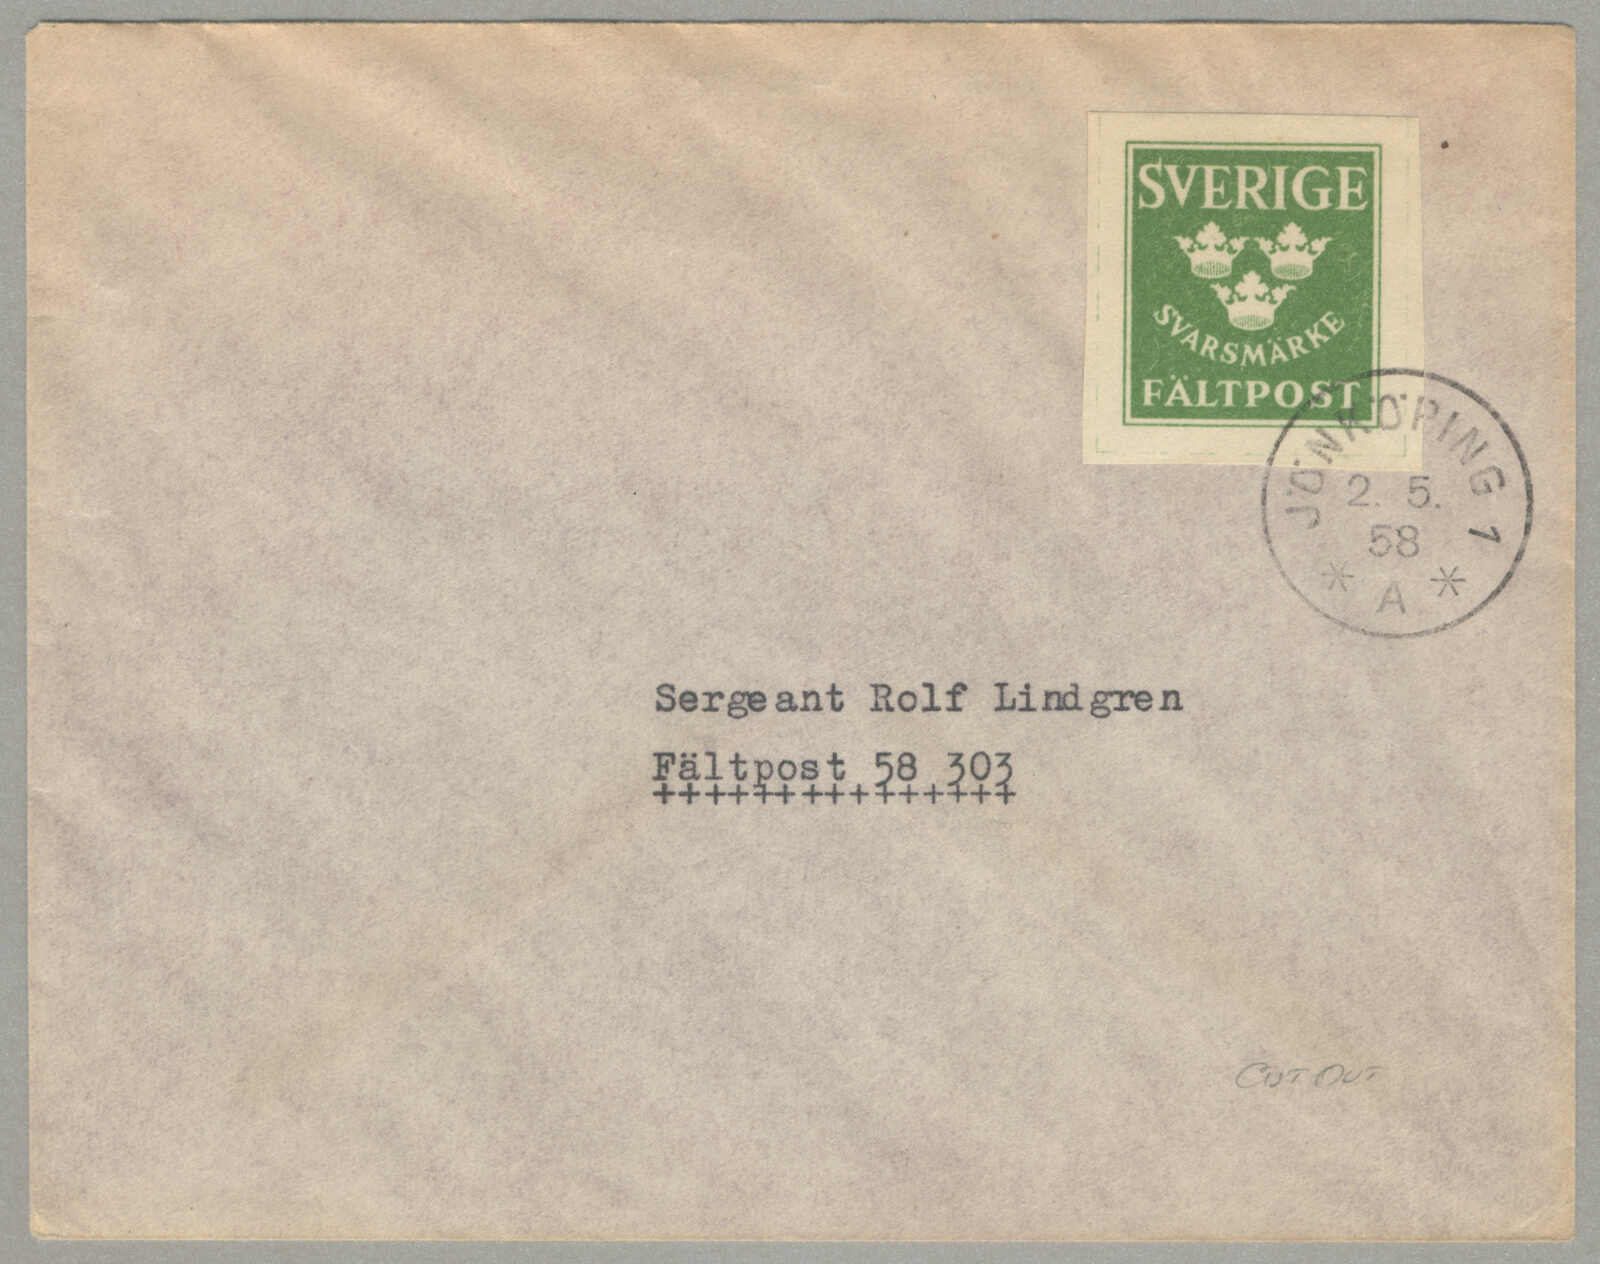 SVERIGE
SVARSMÄRKE
FÄLTPOST
JÖNKÖPING 1
2. 5.
58
* A *
Sergeant Rolf Lindgren
Fältpost 58 303
+++++++++++++++
CUT OUT